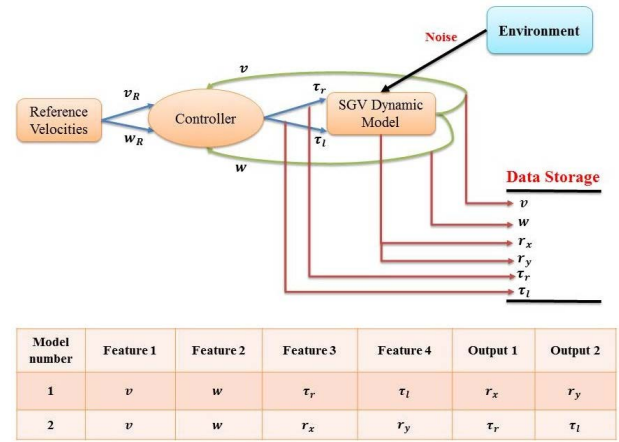 Environment
Noise
v
τ_r
v_R
SGV Dynamic
Model
Reference
Velocities
Controller
w_R
τ_l
w
Data Storage
v
w
r_x
r_y
τ_r
τ_l
Model number Feature 1 Feature 2 Feature 3 Feature 4 Output 1 Output 2
1 v w τ_r τ_l r_x r_y
2 v w r_x r_y τ_r τ_l